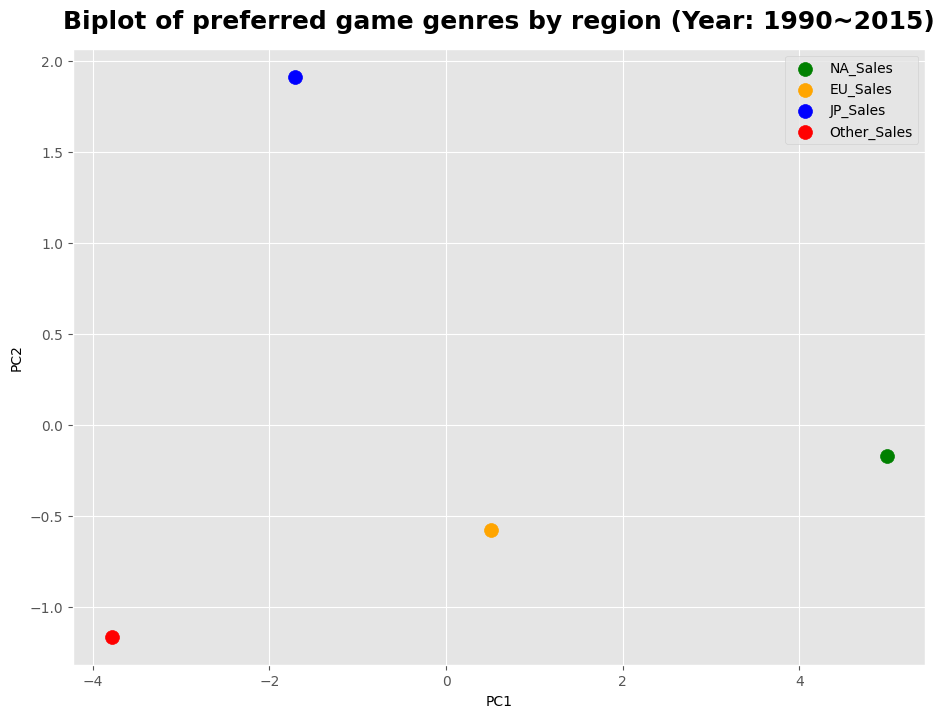 Biplot of preferred game genres by region (Year: 1990~2015)
NA_Sales
EU_Sales
JP_Sales
Other_Sales
2.0
1.5
1.0
0.5
0.0
−0.5
−1.0
PC2
−4
−2
0
2
4
PC1